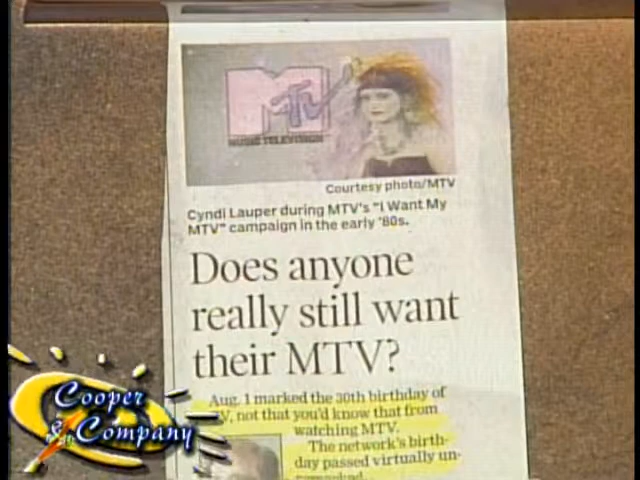 MTV
MUSIC TELEVISION
Courtesy photo/MTV
Cyndi Lauper during MTV's "I Want My
MTV" campaign in the early '80s.
Does anyone
really still want
their MTV?
Aug. 1 marked the 30th birthday of
not that you'd know that from
watching MTV.
The network's birth-
day passed virtually un-
Cooper
& Company